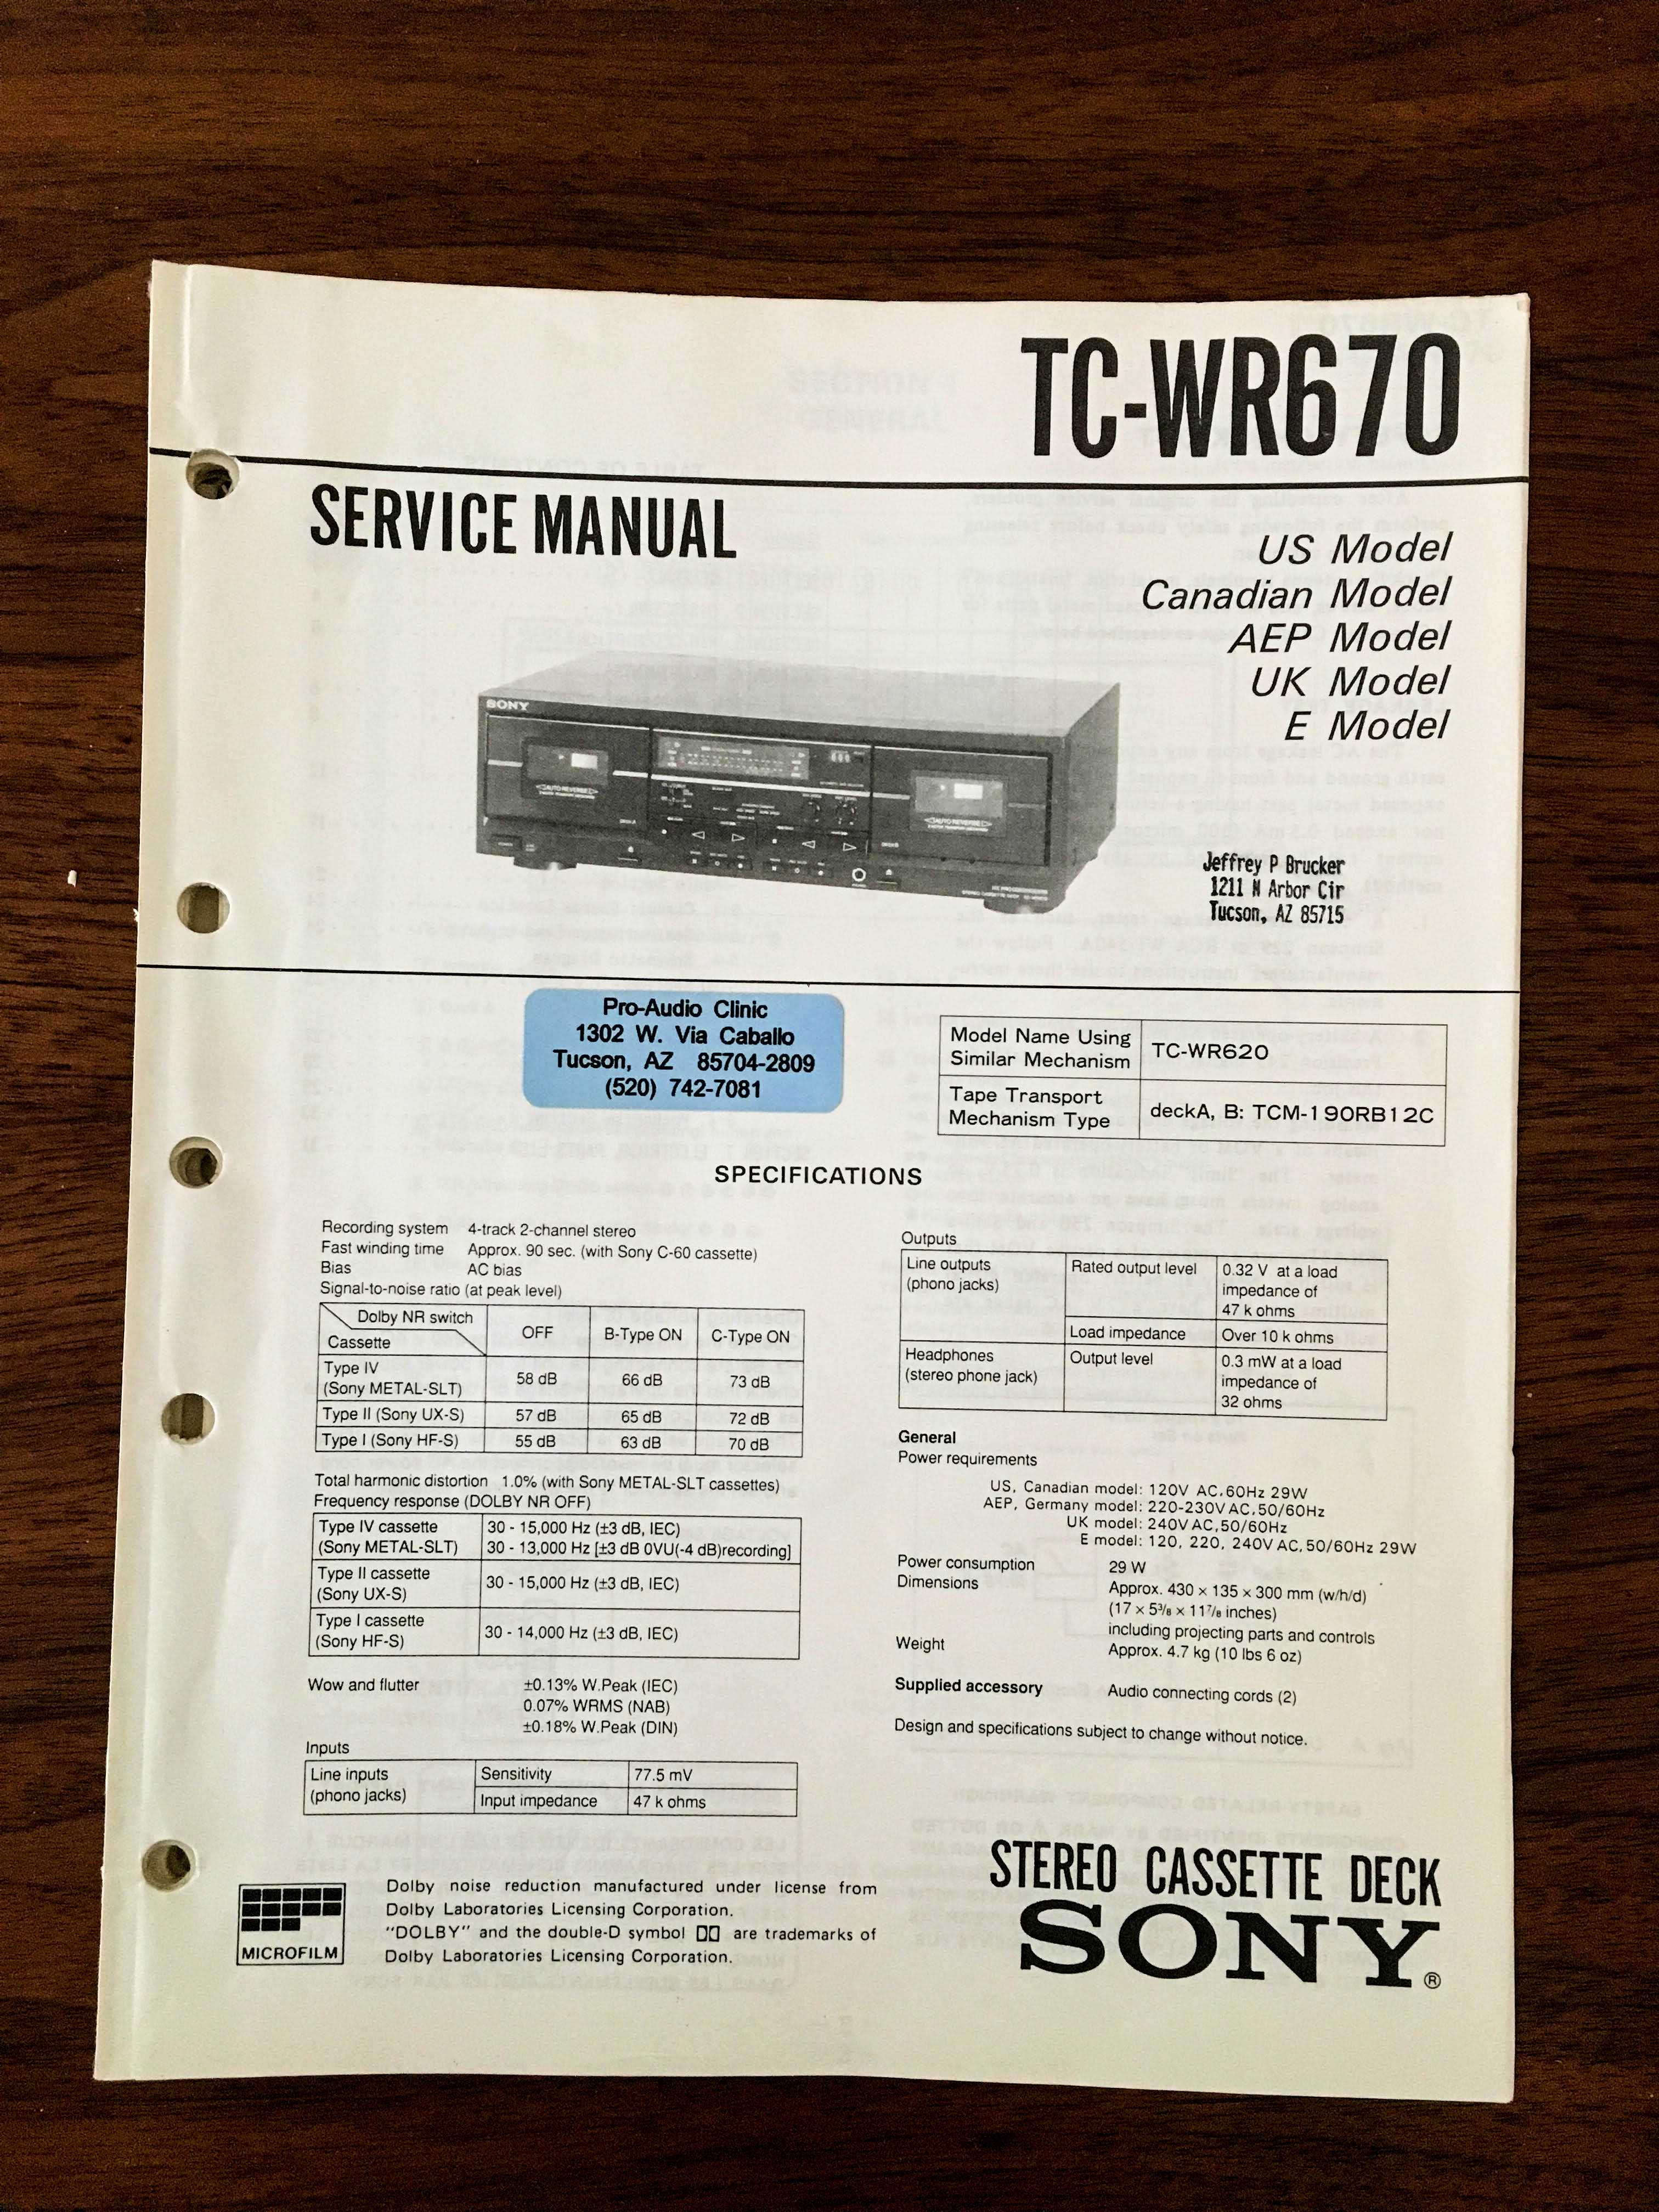 TC-WR670
SERVICE MANUAL
US Model
Canadian Model
AEP Model
UK Model
E Model
SONY
AUTO REVERSE
AUTO REVERSE
Jeffrey P Brucker
1211 N Arbor Cir
Tucson, AZ 85715
Pro-Audio Clinic
1302 W. Via Caballo
Tucson, AZ 85704-2809
(520) 742-7081
Model Name Using
Similar Mechanism
TC-WR620
Tape Transport
Mechanism Type
deckA, B: TCM-190RB12C
SPECIFICATIONS
Recording system 4-track 2-channel stereo
Fast winding time Approx. 90 sec. (with Sony C-60 cassette)
Bias AC bias
Signal-to-noise ratio (at peak level)
Dolby NR switch
Cassette
OFF B-Type ON C-Type ON
Type IV
(Sony METAL-SLT)
58 dB 66 dB 73 dB
Type II (Sony UX-S) 57 dB 65 dB 72 dB
Type I (Sony HF-S) 55 dB 63 dB 70 dB
Total harmonic distortion 1.0% (with Sony METAL-SLT cassettes)
Frequency response (DOLBY NR OFF)
Type IV cassette
(Sony METAL-SLT)
30 - 15,000 Hz (±3 dB, IEC)
30 - 13,000 Hz [±3 dB 0VU(-4 dB)recording]
Type II cassette
(Sony UX-S)
30 - 15,000 Hz (±3 dB, IEC)
Type I cassette
(Sony HF-S)
30 - 14,000 Hz (±3 dB, IEC)
Wow and flutter ±0.13% W.Peak (IEC)
0.07% WRMS (NAB)
±0.18% W.Peak (DIN)
Inputs
Line inputs
(phono jacks)
Sensitivity 77.5 mV
Input impedance 47 k ohms
Outputs
Line outputs
(phono jacks)
Rated output level
0.32 V at a load
impedance of
47 k ohms
Load impedance Over 10 k ohms
Headphones
(stereo phone jack)
Output level
0.3 mW at a load
impedance of
32 ohms
General
Power requirements
US, Canadian model: 120V AC,60Hz 29W
AEP, Germany model: 220-230V AC,50/60Hz
UK model: 240V AC,50/60Hz
E model: 120, 220, 240V AC, 50/60Hz 29W
Power consumption 29 W
Dimensions Approx. 430 × 135 × 300 mm (w/h/d)
(17 × 5³/₈ × 11⁷/₈ inches)
including projecting parts and controls
Weight Approx. 4.7 kg (10 lbs 6 oz)
Supplied accessory Audio connecting cords (2)
Design and specifications subject to change without notice.
MICROFILM
Dolby noise reduction manufactured under license from
Dolby Laboratories Licensing Corporation.
“DOLBY” and the double-D symbol are trademarks of
Dolby Laboratories Licensing Corporation.
STEREO CASSETTE DECK
SONY®